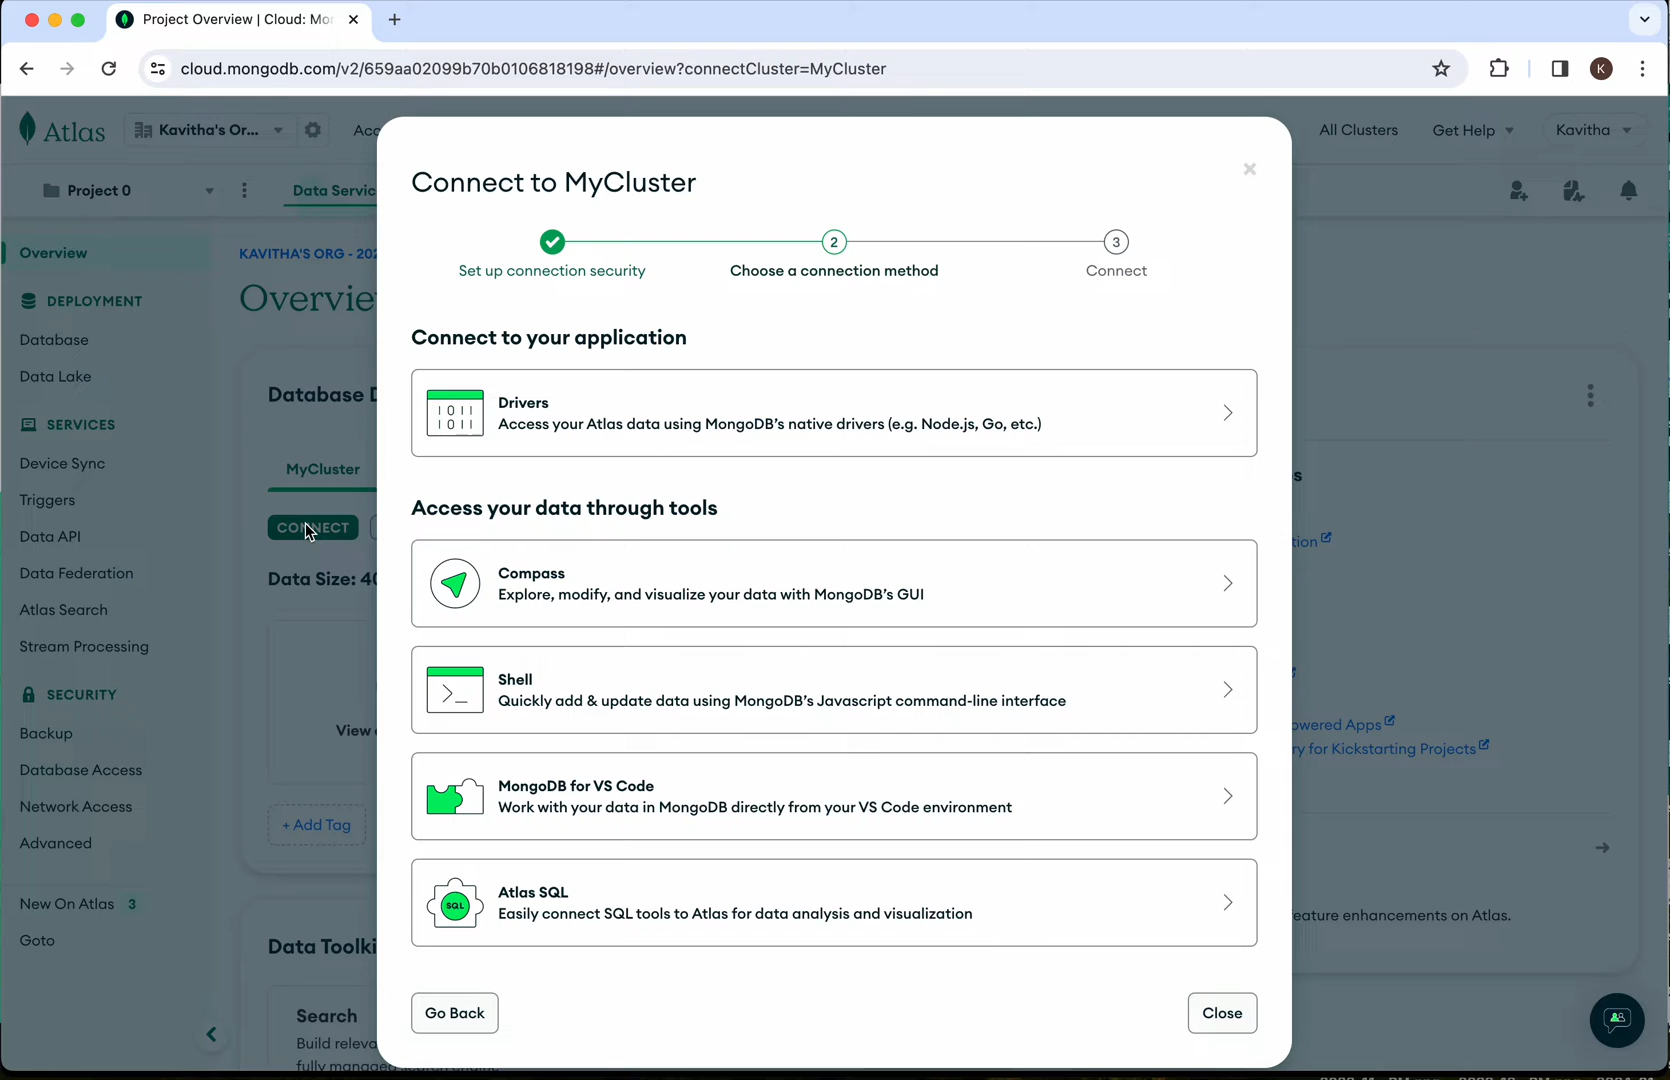 Project Overview | Cloud: Mo
cloud.mongodb.com/v2/659aa02099b70b0106818198#/overview?connectCluster=MyCluster
K
Atlas
Kavitha's Or...
Acc
All Clusters
Get Help
Kavitha
Project 0
Data Servic
Overview
DEPLOYMENT
Database
Data Lake
SERVICES
Device Sync
Triggers
Data API
Data Federation
Atlas Search
Stream Processing
SECURITY
Backup
Database Access
Network Access
Advanced
New On Atlas 3
Goto
KAVITHA'S ORG - 202
Overvie
Database D
MyCluster
CONNECT
Data Size: 40
View
+ Add Tag
Data Toolki
Search
Build releva
fully managed search engine
Connect to MyCluster
2
3
Set up connection security
Choose a connection method
Connect
Connect to your application
1011
1011
Drivers
Access your Atlas data using MongoDB's native drivers (e.g. Node.js, Go, etc.)
Access your data through tools
Compass
Explore, modify, and visualize your data with MongoDB's GUI
>_
Shell
Quickly add & update data using MongoDB's Javascript command-line interface
MongoDB for VS Code
Work with your data in MongoDB directly from your VS Code environment
SQL
Atlas SQL
Easily connect SQL tools to Atlas for data analysis and visualization
Go Back
Close
s
tion
owered Apps
ry for Kickstarting Projects
eature enhancements on Atlas.